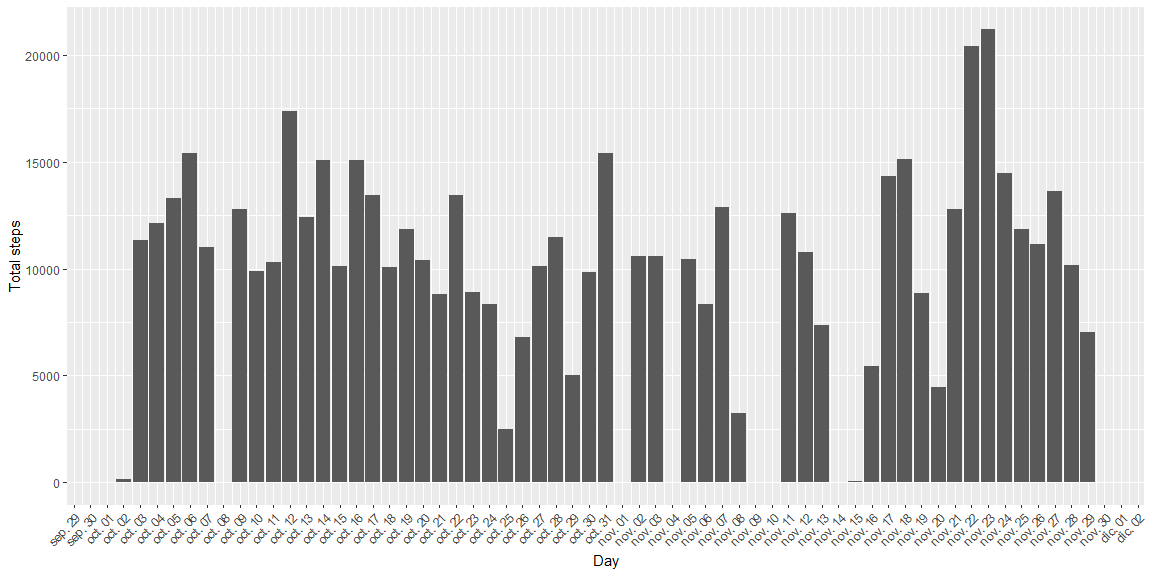 Total steps
20000
15000
10000
5000
0
sep. 29
sep. 30
oct. 01
oct. 02
oct. 03
oct. 04
oct. 05
oct. 06
oct. 07
oct. 08
oct. 09
oct. 10
oct. 11
oct. 12
oct. 13
oct. 14
oct. 15
oct. 16
oct. 17
oct. 18
oct. 19
oct. 20
oct. 21
oct. 22
oct. 23
oct. 24
oct. 25
oct. 26
oct. 27
oct. 28
oct. 29
oct. 30
oct. 31
nov. 01
nov. 02
nov. 03
nov. 04
nov. 05
nov. 06
nov. 07
nov. 08
nov. 09
nov. 10
nov. 11
nov. 12
nov. 13
nov. 14
nov. 15
nov. 16
nov. 17
nov. 18
nov. 19
nov. 20
nov. 21
nov. 22
nov. 23
nov. 24
nov. 25
nov. 26
nov. 27
nov. 28
nov. 29
nov. 30
dic. 01
dic. 02
Day